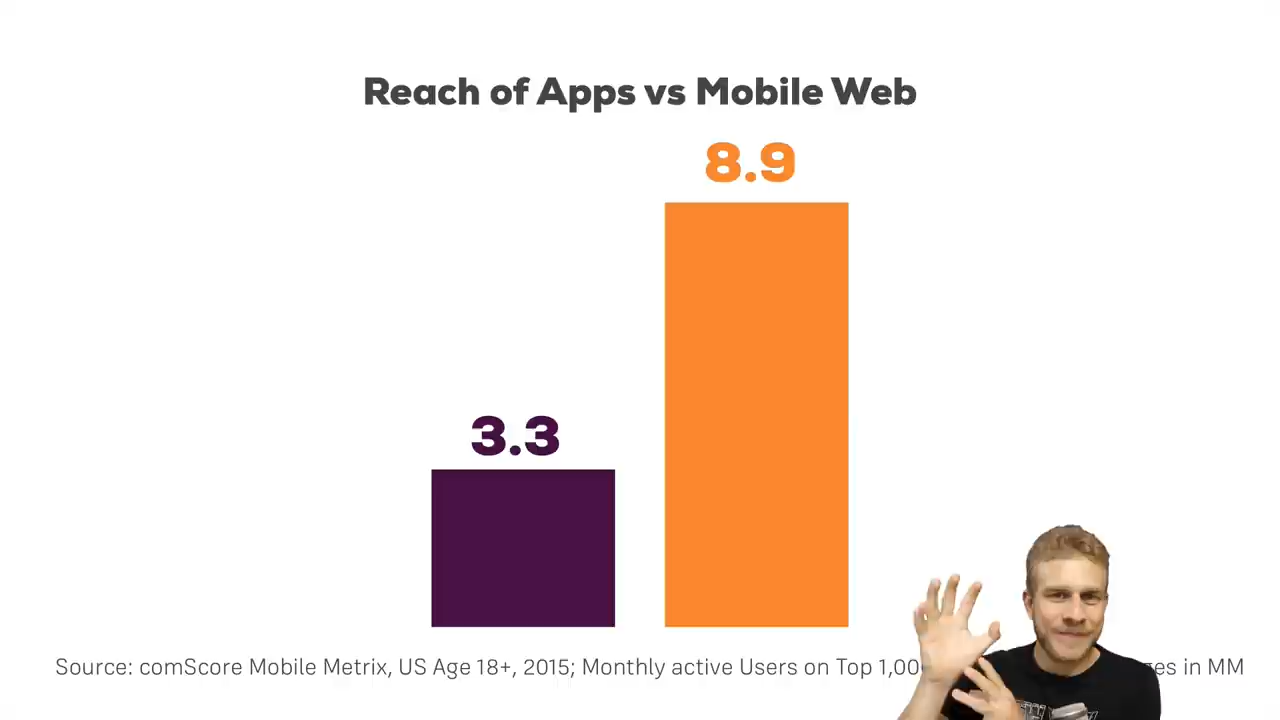 Reach of Apps vs Mobile Web
8.9
3.3
Source: comScore Mobile Metrix, US Age 18+, 2015; Monthly active Users on Top 1,00 in MM